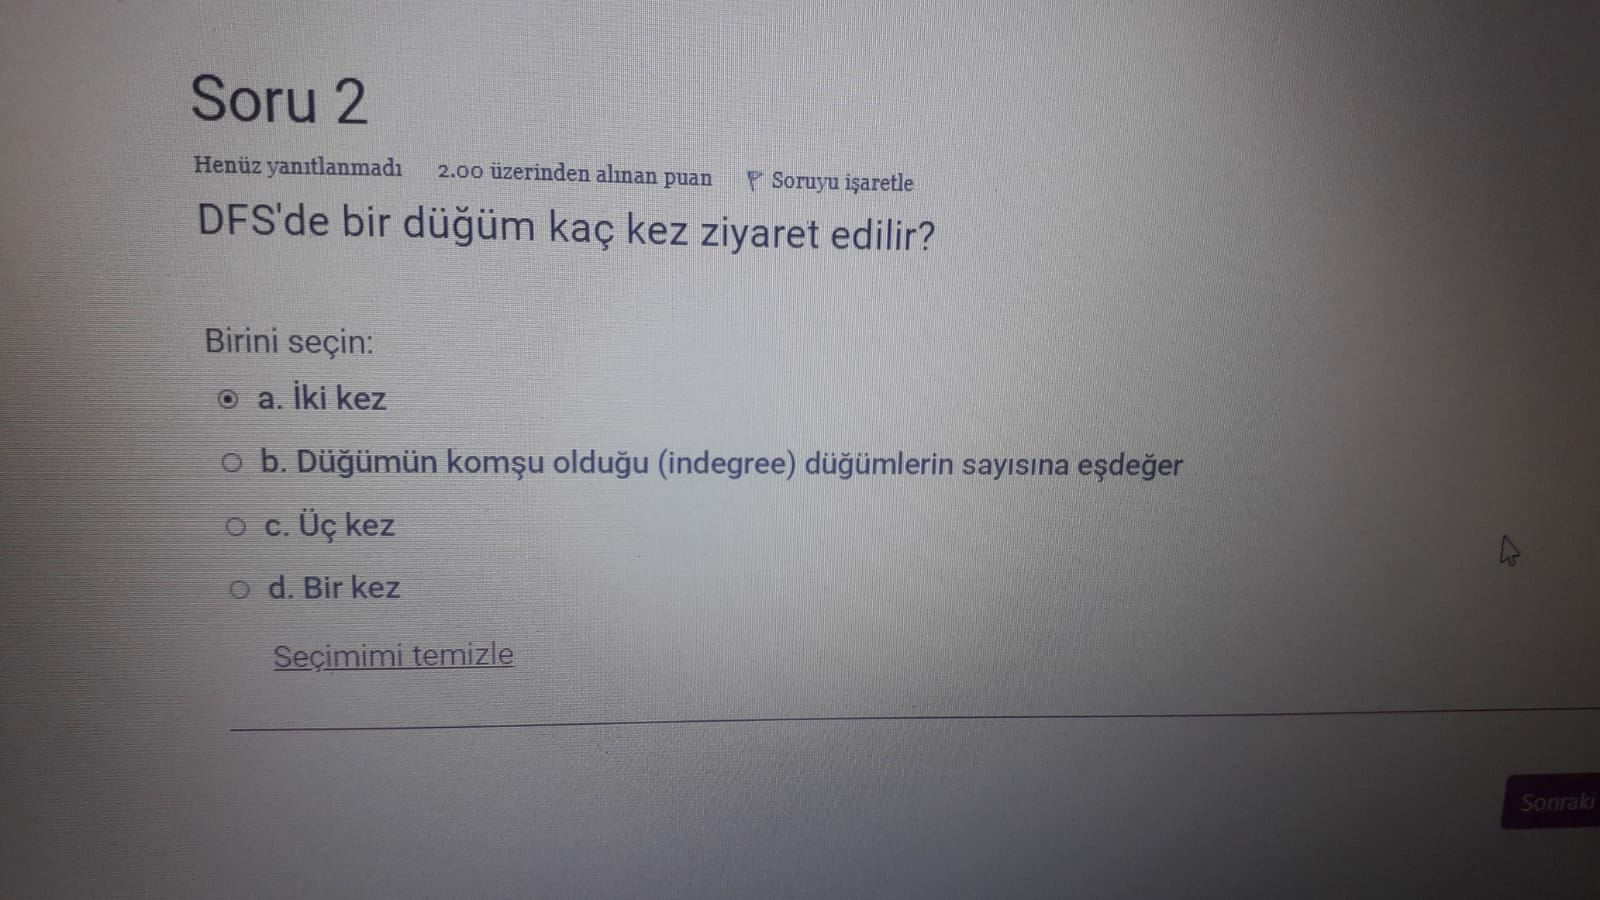 Soru 2
Henüz yanıtlanmadı 2.00 üzerinden alınan puan Soruyu işaretle
DFS'de bir düğüm kaç kez ziyaret edilir?
Birini seçin:
a. İki kez
b. Düğümün komşu olduğu (indegree) düğümlerin sayısına eşdeğer
c. Üç kez
d. Bir kez
Seçimimi temizle
Sonraki